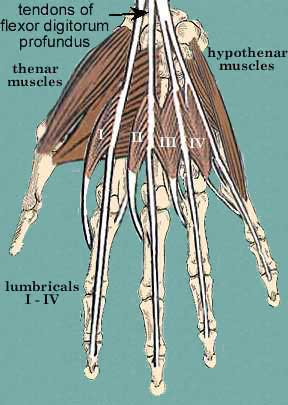 tendons of
flexor digitorum
profundus
thenar
muscles
hypothenar
muscles
I
II
III
IV
lumbricals
I - IV